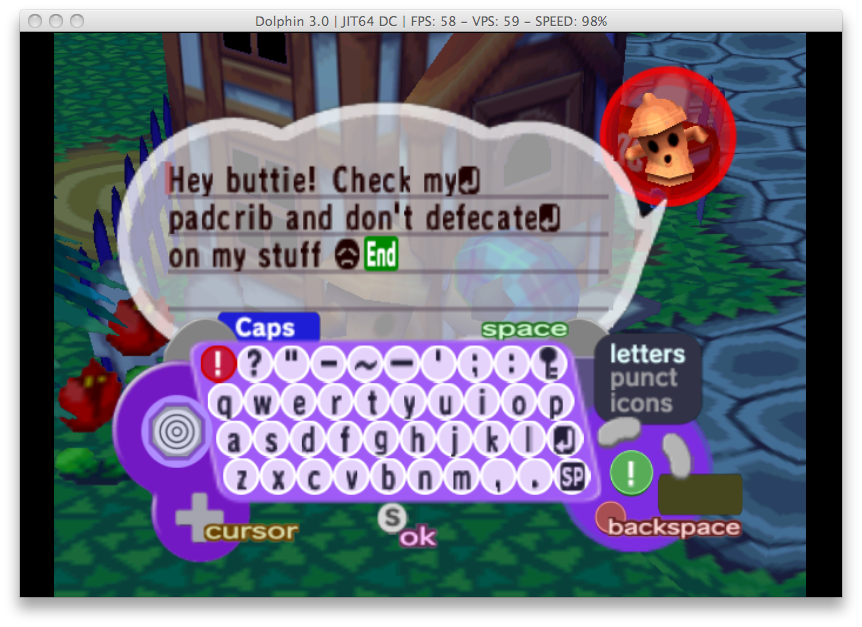 Dolphin 3.0 | JIT64 DC | FPS: 58 – VPS: 59 – SPEED: 98%
Hey buttie! Check my
padcrib and don't defecate
on my stuff End
Caps
space
! ? " - ~ — ' ; :
q w e r t y u i o p
a s d f g h j k l
z x c v b n m , . SP
letters
punct
icons
!
cursor
S
ok
backspace